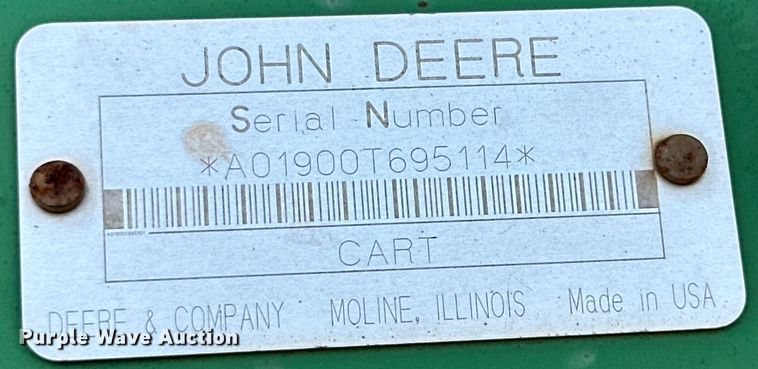 JOHN DEERE
Serial Number
*A01900T695114*
CART
DEERE & COMPANY MOLINE, ILLINOIS Made in USA
Purple Wave Auction